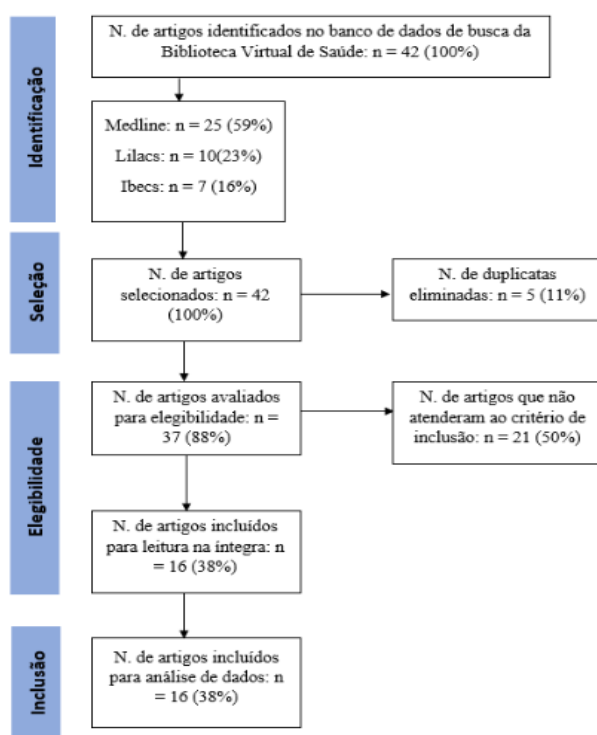 Identificação
N. de artigos identificados no banco de dados de busca da
Biblioteca Virtual de Saúde: n = 42 (100%)
Medline: n = 25 (59%)
Lilacs: n = 10(23%)
Ibecs: n = 7 (16%)
Seleção
N. de artigos
selecionados: n = 42
(100%)
N. de duplicatas
eliminadas: n = 5 (11%)
Elegibilidade
N. de artigos avaliados
para elegibilidade: n =
37 (88%)
N. de artigos que não
atenderam ao critério de
inclusão: n = 21 (50%)
N. de artigos incluídos
para leitura na íntegra: n
= 16 (38%)
Inclusão
N. de artigos incluídos
para análise de dados: n
= 16 (38%)